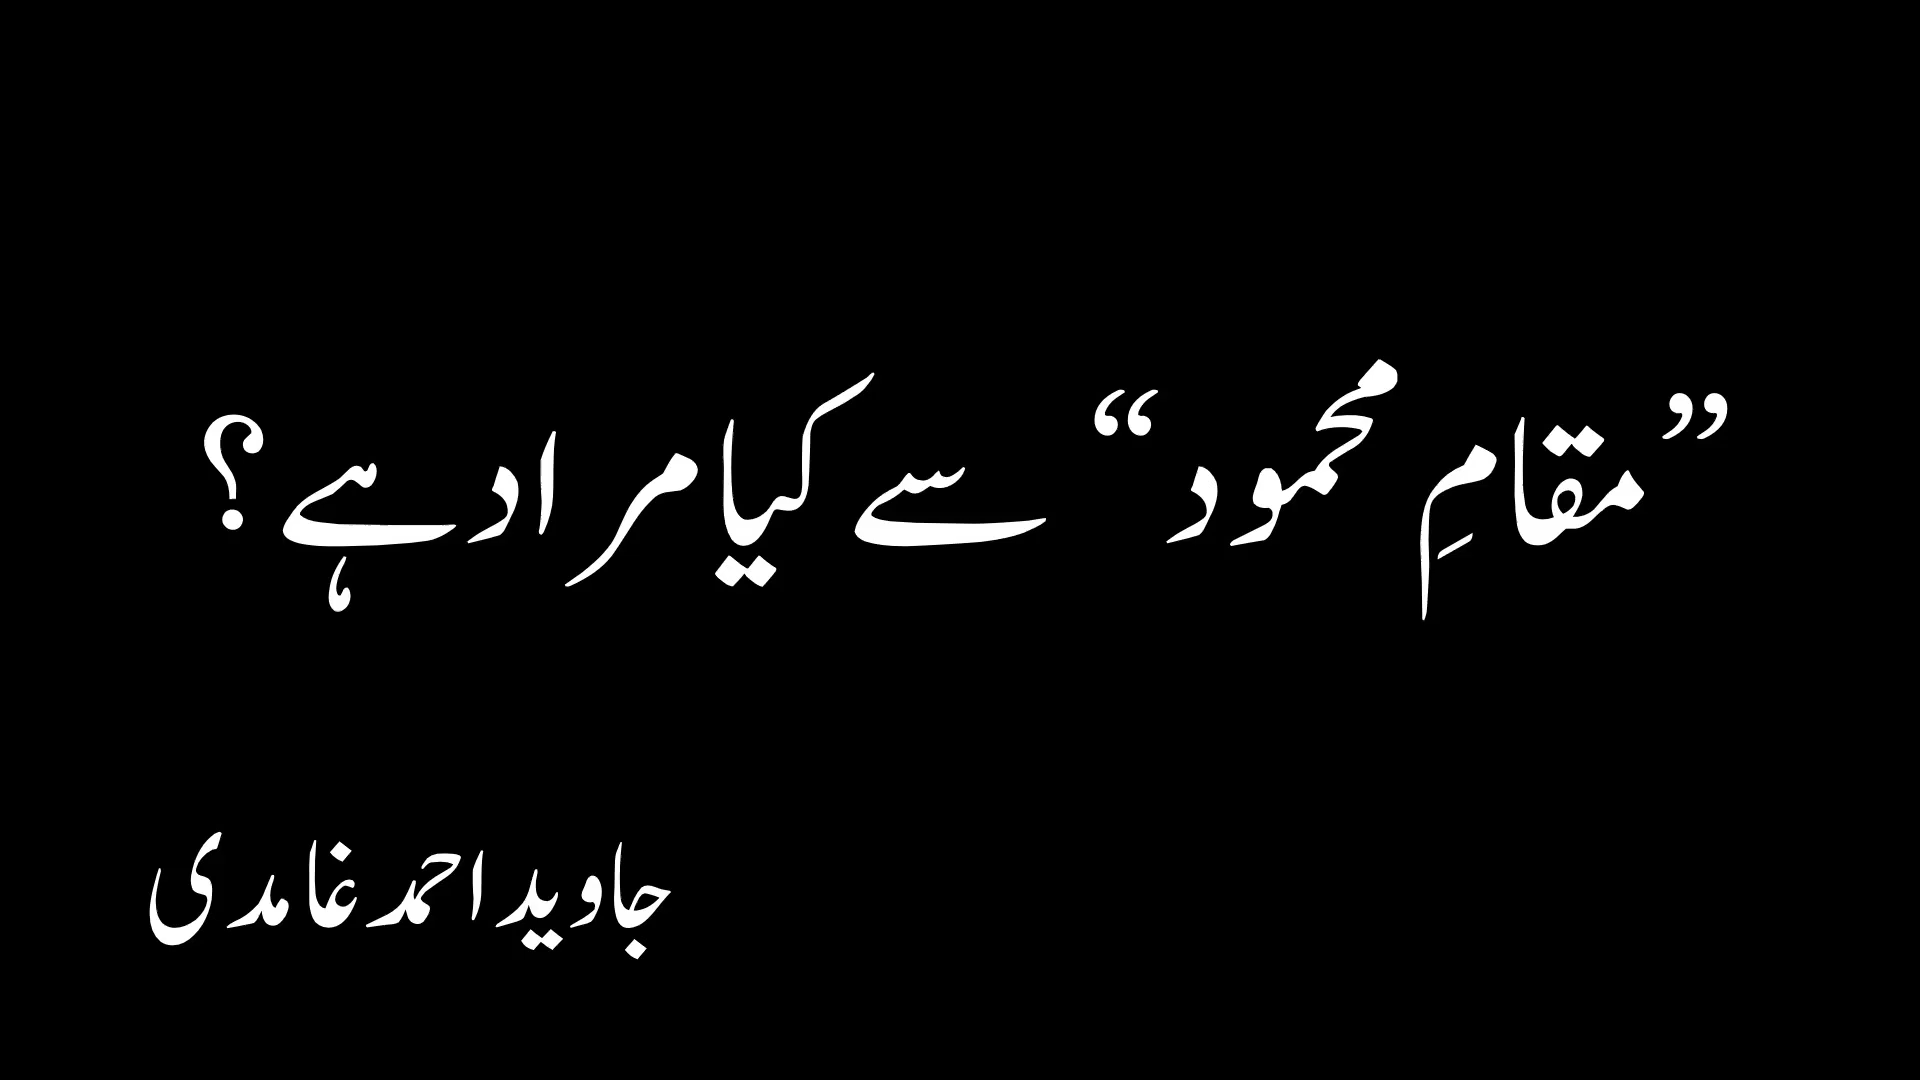 ”مقامِ محمود“ سے کیا مراد ہے؟
جاوید احمد غامدی